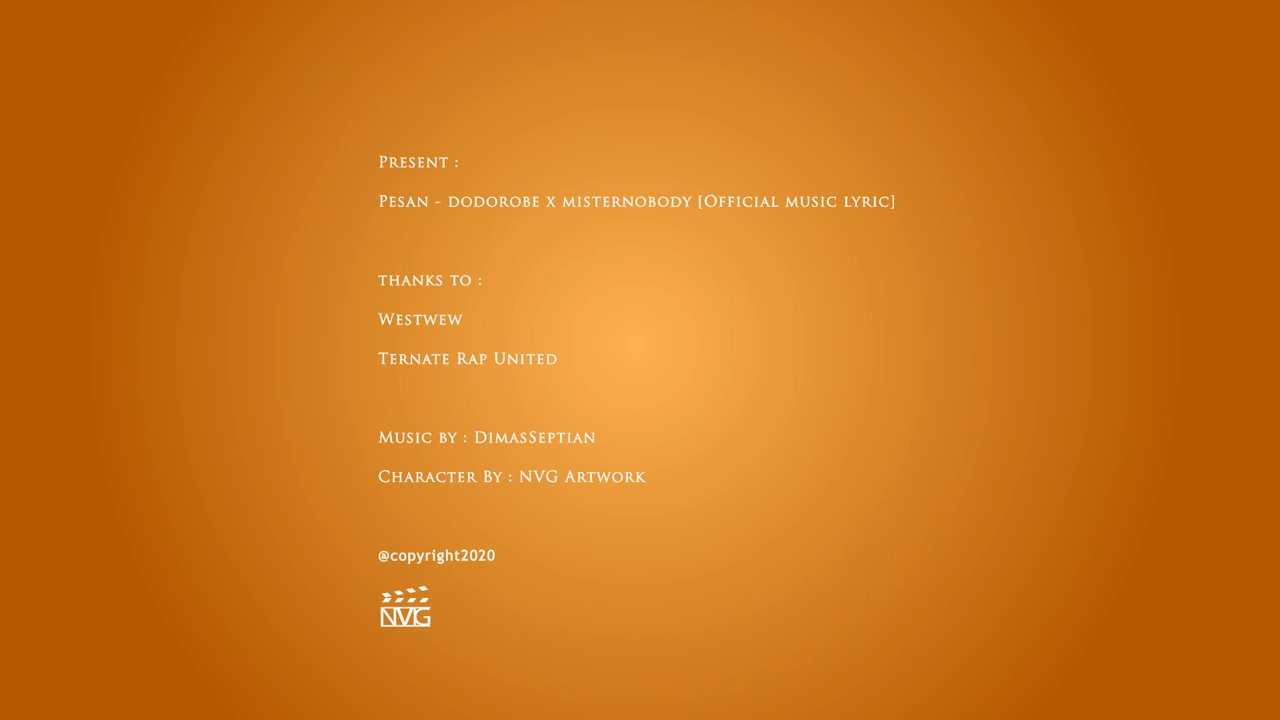 Present :
Pesan - dodorobe x misternobody [Official music lyric]
thanks to :
Westwew
Ternate Rap United
Music by : DimasSeptian
Character By : NVG Artwork
@copyright2020
NVG